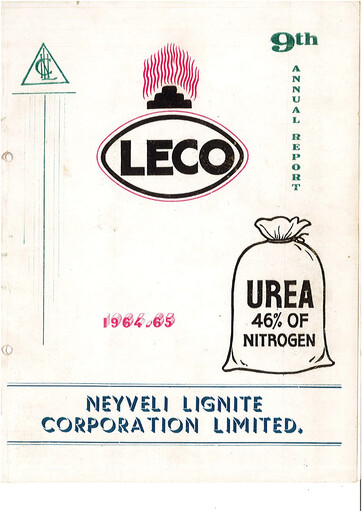 9th
ANNUAL REPORT
LECO
1964-65
UREA
46% OF
NITROGEN
NEYVELI LIGNITE
CORPORATION LIMITED.